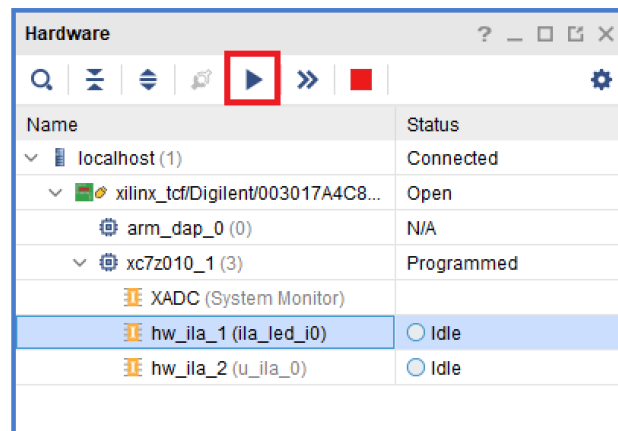 Hardware
Name Status
localhost (1) Connected
xilinx_tcf/Digilent/003017A4C8... Open
arm_dap_0 (0) N/A
xc7z010_1 (3) Programmed
XADC (System Monitor)
hw_ila_1 (ila_led_i0) Idle
hw_ila_2 (u_ila_0) Idle